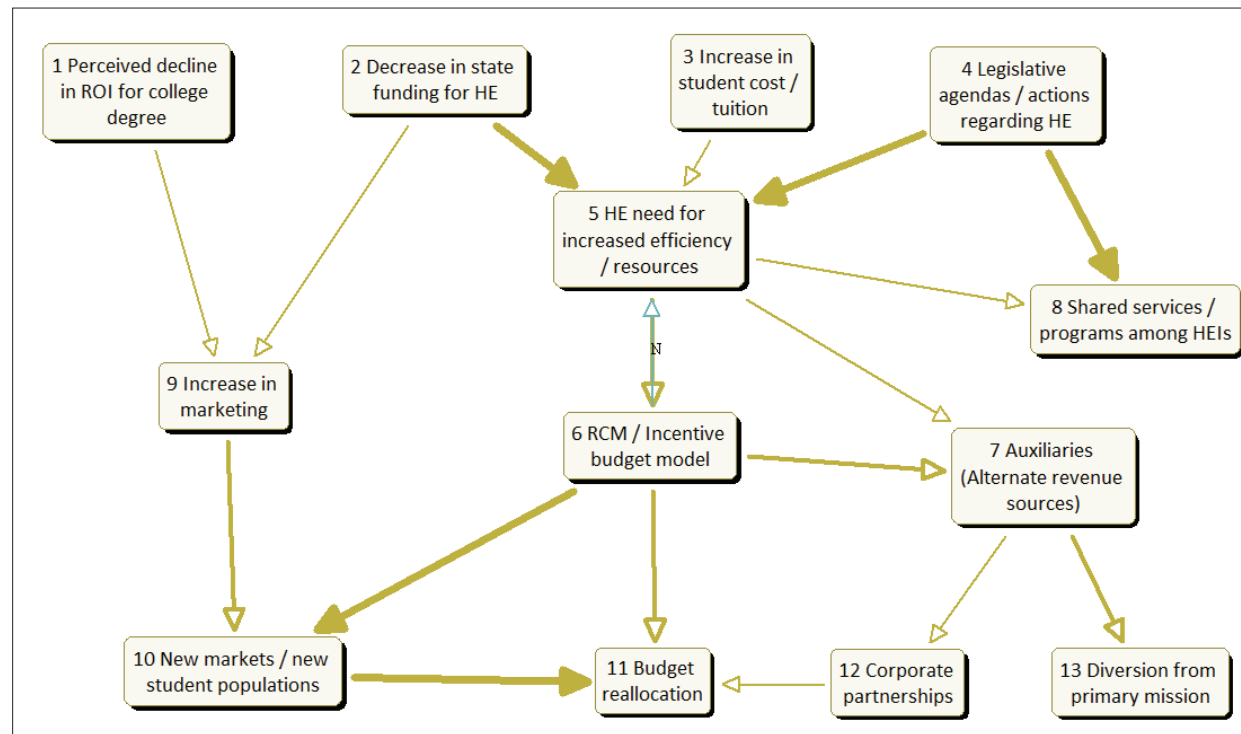 1 Perceived decline
in ROI for college
degree
2 Decrease in state
funding for HE
3 Increase in
student cost /
tuition
4 Legislative
agendas / actions
regarding HE
5 HE need for
increased efficiency
/ resources
8 Shared services /
programs among HEIs
N
9 Increase in
marketing
6 RCM / Incentive
budget model
7 Auxiliaries
(Alternate revenue
sources)
10 New markets / new
student populations
11 Budget
reallocation
12 Corporate
partnerships
13 Diversion from
primary mission